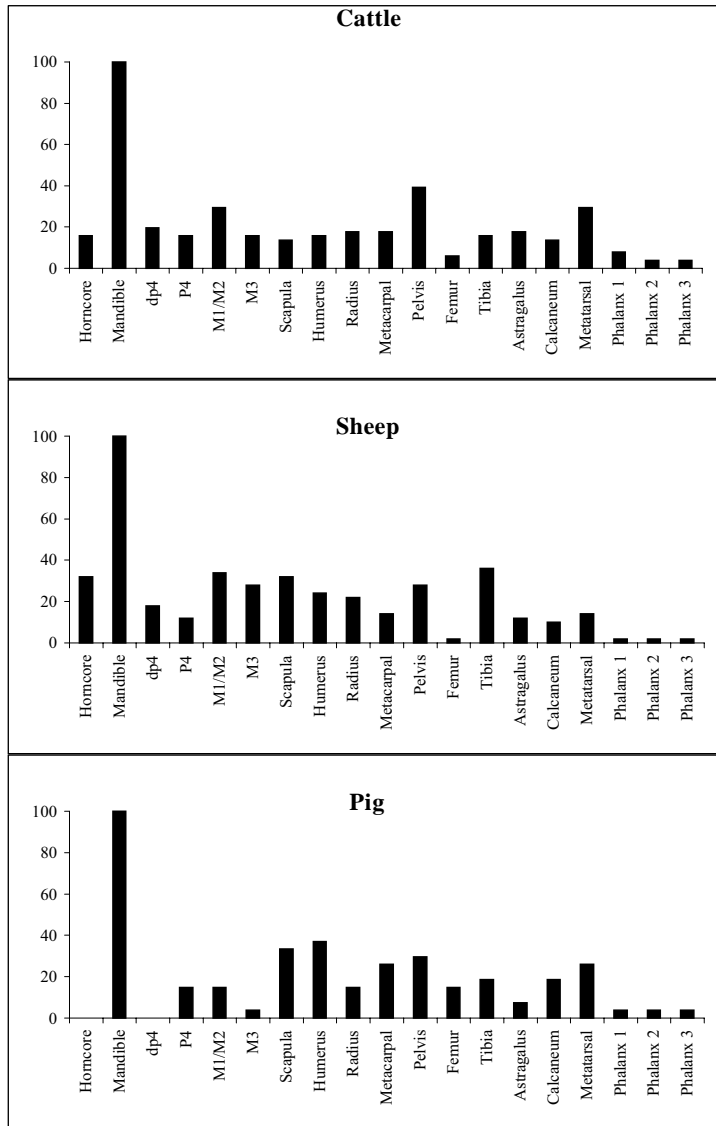 Cattle
100
80
60
40
20
0
Horncore
Mandible
dp4
P4
M1/M2
M3
Scapula
Humerus
Radius
Metacarpal
Pelvis
Femur
Tibia
Astragalus
Calcaneum
Metatarsal
Phalanx 1
Phalanx 2
Phalanx 3
Sheep
100
80
60
40
20
0
Horncore
Mandible
dp4
P4
M1/M2
M3
Scapula
Humerus
Radius
Metacarpal
Pelvis
Femur
Tibia
Astragalus
Calcaneum
Metatarsal
Phalanx 1
Phalanx 2
Phalanx 3
Pig
100
80
60
40
20
0
Horncore
Mandible
dp4
P4
M1/M2
M3
Scapula
Humerus
Radius
Metacarpal
Pelvis
Femur
Tibia
Astragalus
Calcaneum
Metatarsal
Phalanx 1
Phalanx 2
Phalanx 3